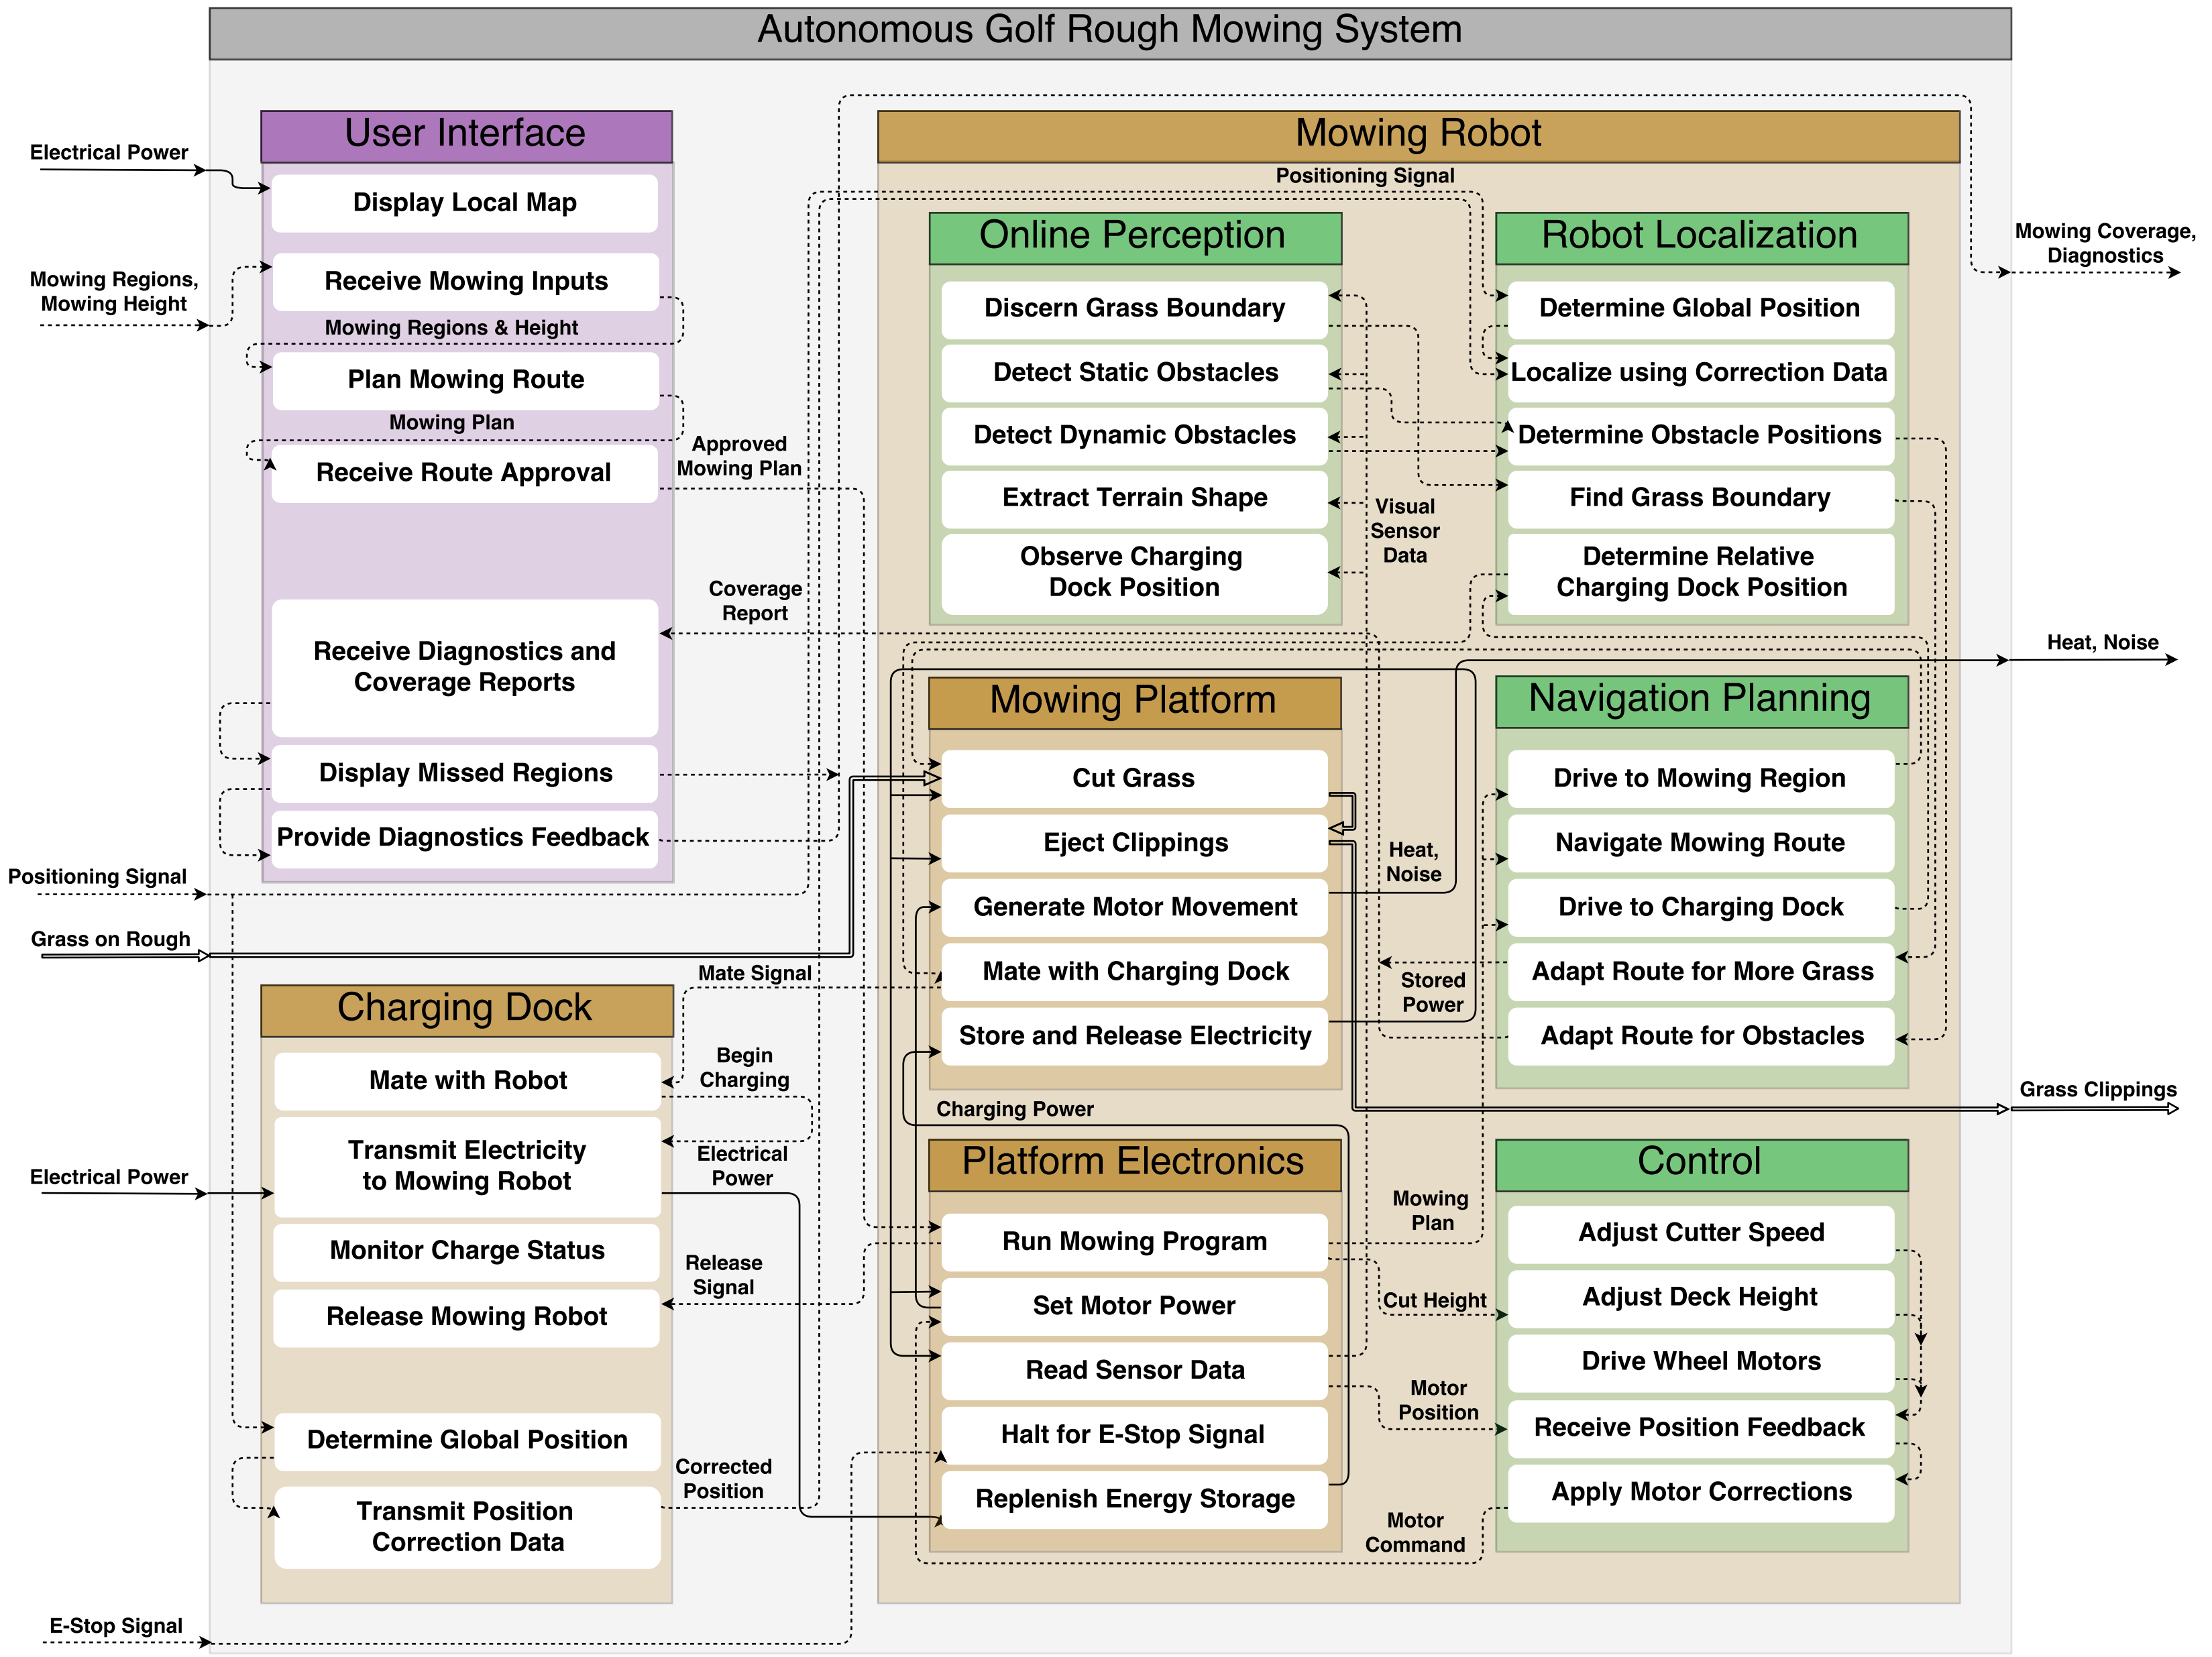 Autonomous Golf Rough Mowing System
Electrical Power
Mowing Regions,
Mowing Height
User Interface
Display Local Map
Receive Mowing Inputs
Mowing Regions & Height
Plan Mowing Route
Mowing Plan
Receive Route Approval
Approved
Mowing Plan
Coverage
Report
Receive Diagnostics and
Coverage Reports
Display Missed Regions
Provide Diagnostics Feedback
Positioning Signal
Grass on Rough
Mate Signal
Charging Dock
Mate with Robot
Begin
Charging
Transmit Electricity
to Mowing Robot
Electrical Power
Electrical
Power
Monitor Charge Status
Release Mowing Robot
Release
Signal
Determine Global Position
Transmit Position
Correction Data
Corrected
Position
E-Stop Signal
Mowing Robot
Positioning Signal
Online Perception
Discern Grass Boundary
Detect Static Obstacles
Detect Dynamic Obstacles
Extract Terrain Shape
Observe Charging
Dock Position
Visual
Sensor
Data
Robot Localization
Determine Global Position
Localize using Correction Data
Determine Obstacle Positions
Find Grass Boundary
Determine Relative
Charging Dock Position
Mowing Platform
Cut Grass
Eject Clippings
Generate Motor Movement
Mate with Charging Dock
Store and Release Electricity
Heat,
Noise
Stored
Power
Charging Power
Navigation Planning
Drive to Mowing Region
Navigate Mowing Route
Drive to Charging Dock
Adapt Route for More Grass
Adapt Route for Obstacles
Platform Electronics
Run Mowing Program
Set Motor Power
Read Sensor Data
Halt for E-Stop Signal
Replenish Energy Storage
Mowing
Plan
Cut Height
Motor
Position
Motor
Command
Control
Adjust Cutter Speed
Adjust Deck Height
Drive Wheel Motors
Receive Position Feedback
Apply Motor Corrections
Mowing Coverage,
Diagnostics
Heat, Noise
Grass Clippings